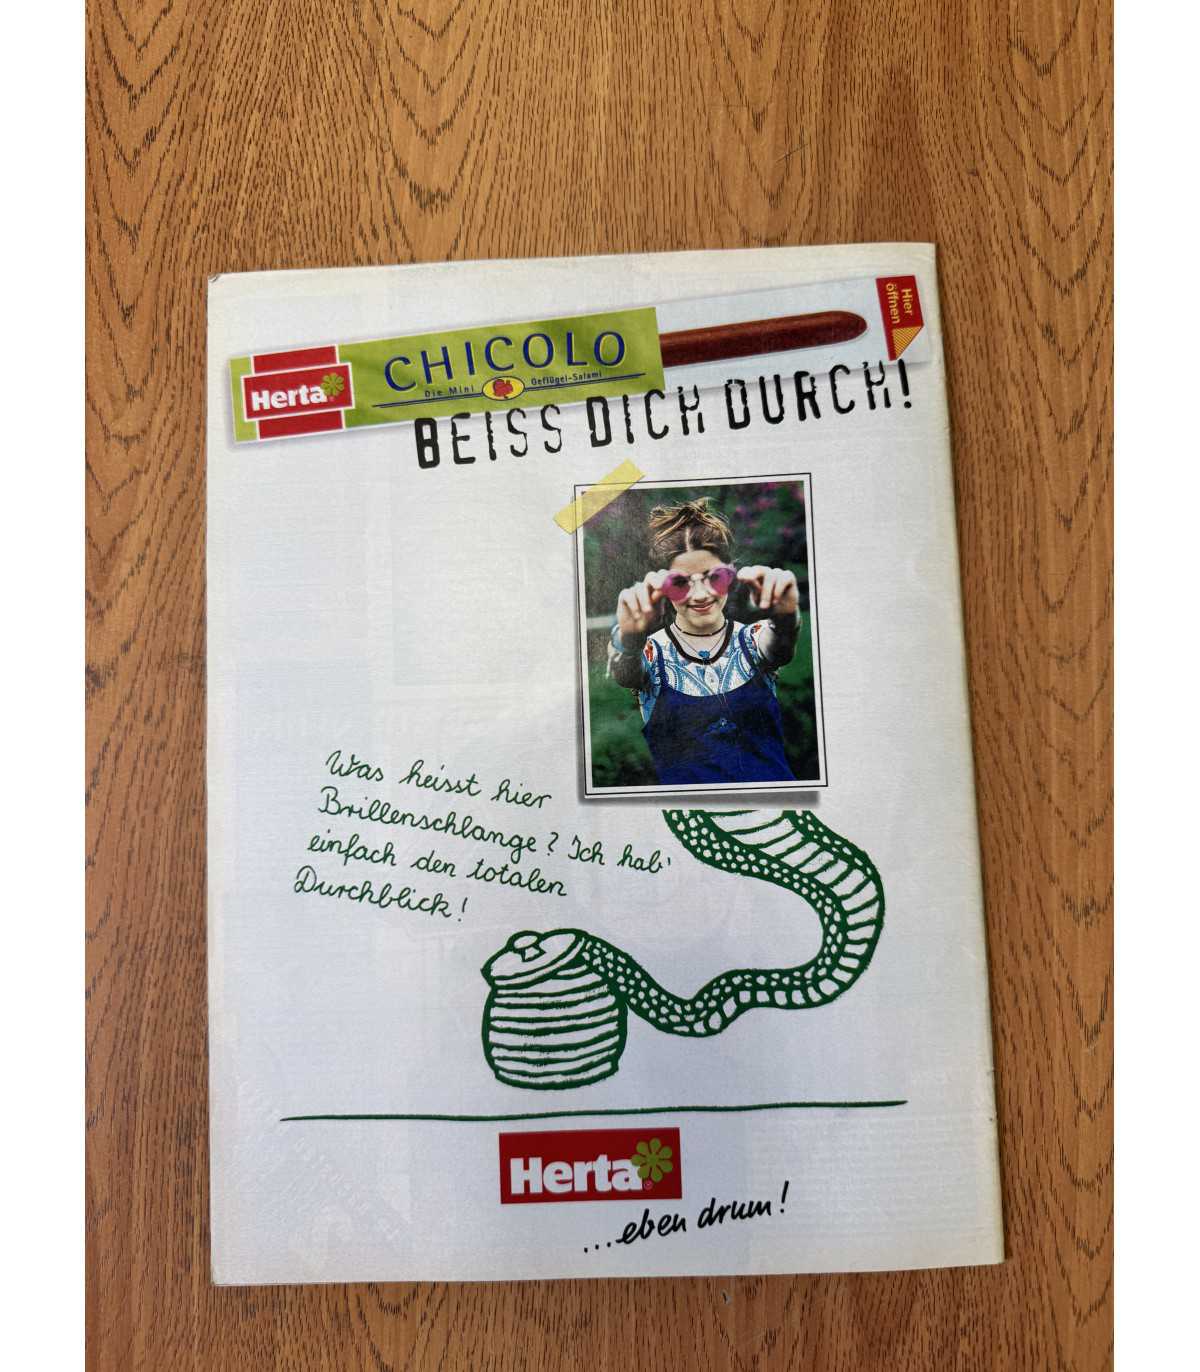 Hier
öffnen
Herta
CHICOLO
Die Mini Geflügel-Salami
BEISS DICH DURCH!
Was heisst hier
Brillenschlange? Ich hab'
einfach den totalen
Durchblick!
Herta®
...eben drum!